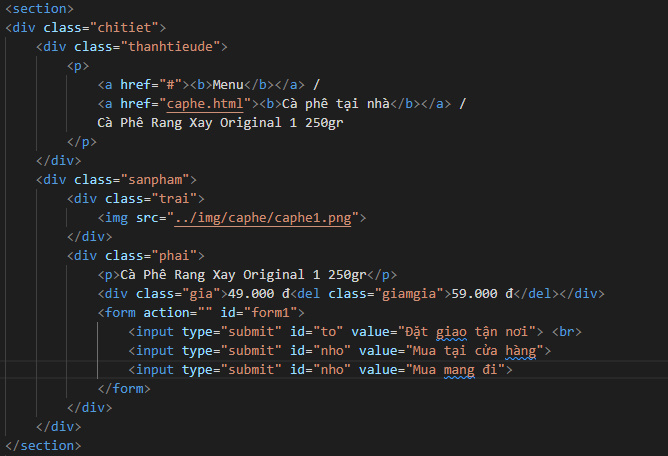 <section>
<div class="chitiet">
    <div class="thanhtieude">
        <p>
            <a href="#"><b>Menu</b></a> /
            <a href="caphe.html"><b>Cà phê tại nhà</b></a> /
            Cà Phê Rang Xay Original 1 250gr
        </p>
    </div>
    <div class="sanpham">
        <div class="trai">
            <img src="../img/caphe/caphe1.png">
        </div>
        <div class="phai">
            <p>Cà Phê Rang Xay Original 1 250gr</p>
            <div class="gia">49.000 đ<del class="giamgia">59.000 đ</del></div>
            <form action="" id="form1">
                <input type="submit" id="to" value="Đặt giao tận nơi"> <br>
                <input type="submit" id="nho" value="Mua tại cửa hàng">
                <input type="submit" id="nho" value="Mua mang đi">
            </form>
        </div>
    </div>
</section>